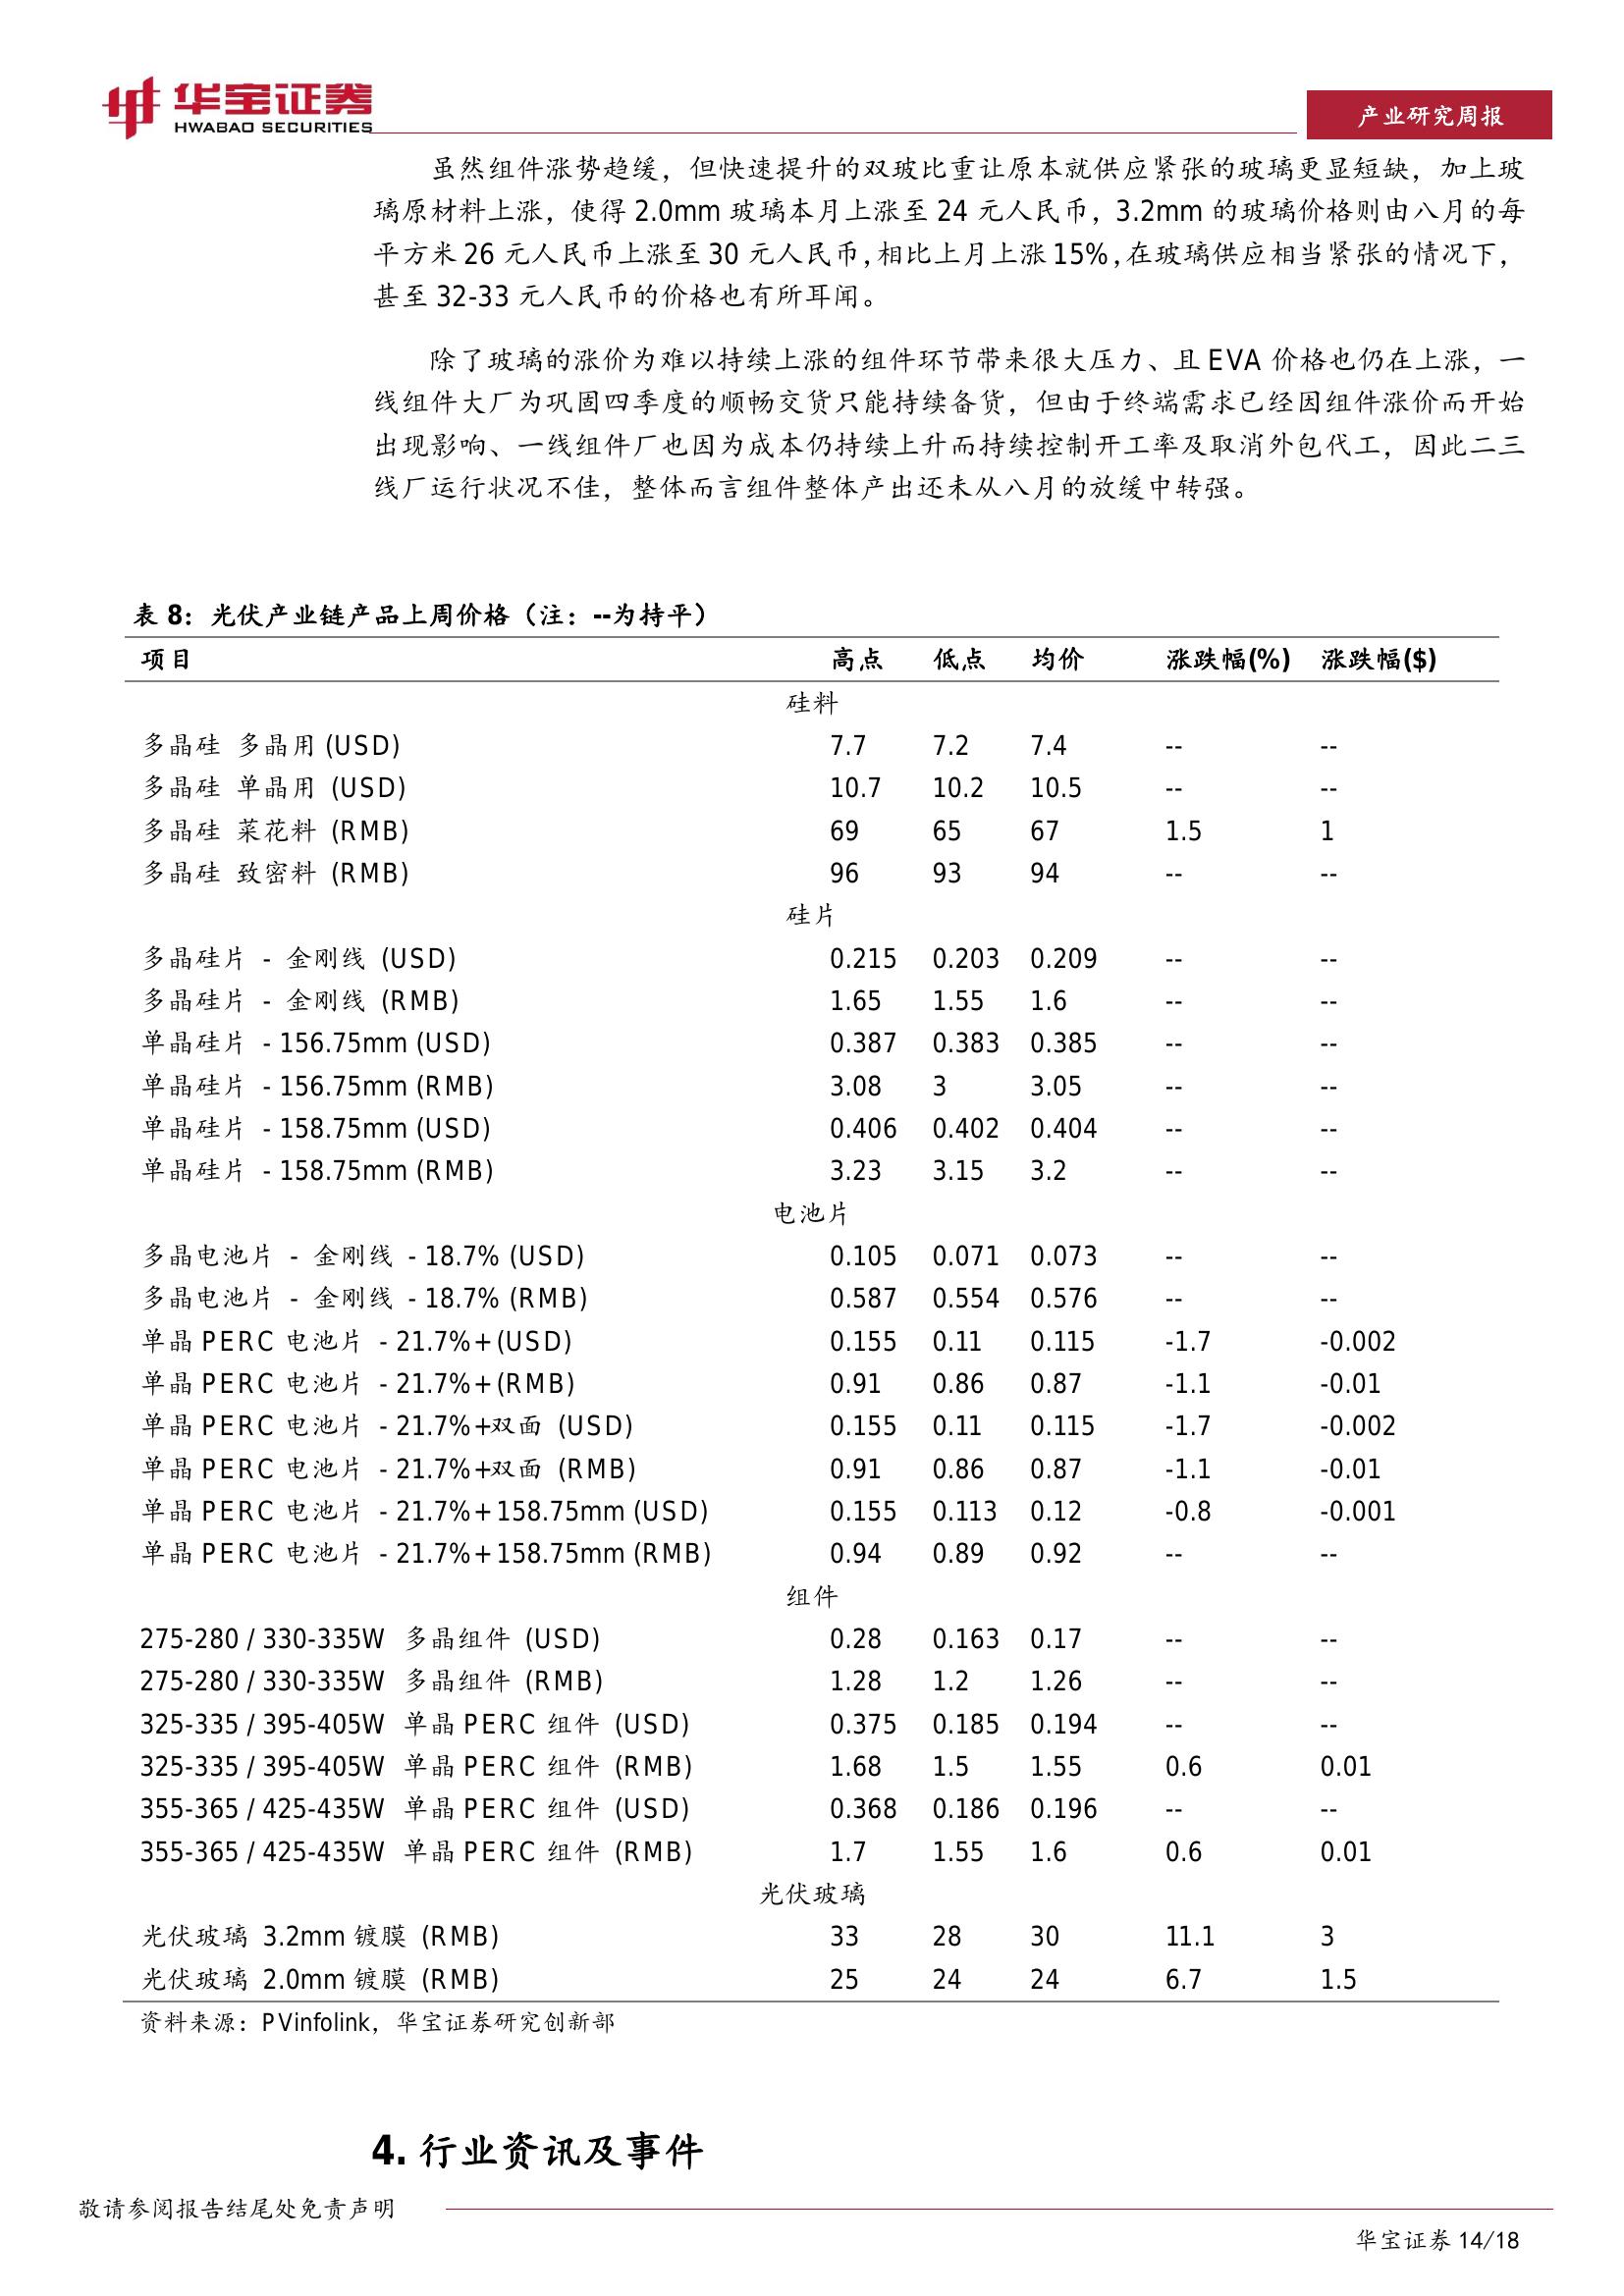 华宝证券
HWABAO SECURITIES
产业研究周报
虽然组件涨势趋缓，但快速提升的双玻比重让原本就供应紧张的玻璃更显短缺，加上玻
璃原材料上涨，使得 2.0mm 玻璃本月上涨至 24 元人民币，3.2mm 的玻璃价格则由八月的每
平方米 26 元人民币上涨至 30 元人民币，相比上月上涨 15%，在玻璃供应相当紧张的情况下，
甚至 32-33 元人民币的价格也有所耳闻。
除了玻璃的涨价为难以持续上涨的组件环节带来很大压力、且 EVA 价格也仍在上涨，一
线组件大厂为巩固四季度的顺畅交货只能持续备货，但由于终端需求已经因组件涨价而开始
出现影响、一线组件厂也因为成本仍持续上升而持续控制开工率及取消外包代工，因此二三
线厂运行状况不佳，整体而言组件整体产出还未从八月的放缓中转强。
表 8：光伏产业链产品上周价格（注：--为持平）
项目 高点 低点 均价 涨跌幅(%) 涨跌幅($)
硅料
多晶硅 多晶用 (USD) 7.7 7.2 7.4 -- --
多晶硅 单晶用 (USD) 10.7 10.2 10.5 -- --
多晶硅 菜花料 (RMB) 69 65 67 1.5 1
多晶硅 致密料 (RMB) 96 93 94 -- --
硅片
多晶硅片 - 金刚线 (USD) 0.215 0.203 0.209 -- --
多晶硅片 - 金刚线 (RMB) 1.65 1.55 1.6 -- --
单晶硅片 - 156.75mm (USD) 0.387 0.383 0.385 -- --
单晶硅片 - 156.75mm (RMB) 3.08 3 3.05 -- --
单晶硅片 - 158.75mm (USD) 0.406 0.402 0.404 -- --
单晶硅片 - 158.75mm (RMB) 3.23 3.15 3.2 -- --
电池片
多晶电池片 - 金刚线 - 18.7% (USD) 0.105 0.071 0.073 -- --
多晶电池片 - 金刚线 - 18.7% (RMB) 0.587 0.554 0.576 -- --
单晶 PERC 电池片 - 21.7%+ (USD) 0.155 0.11 0.115 -1.7 -0.002
单晶 PERC 电池片 - 21.7%+ (RMB) 0.91 0.86 0.87 -1.1 -0.01
单晶 PERC 电池片 - 21.7%+双面 (USD) 0.155 0.11 0.115 -1.7 -0.002
单晶 PERC 电池片 - 21.7%+双面 (RMB) 0.91 0.86 0.87 -1.1 -0.01
单晶 PERC 电池片 - 21.7%+ 158.75mm (USD) 0.155 0.113 0.12 -0.8 -0.001
单晶 PERC 电池片 - 21.7%+ 158.75mm (RMB) 0.94 0.89 0.92 -- --
组件
275-280 / 330-335W 多晶组件 (USD) 0.28 0.163 0.17 -- --
275-280 / 330-335W 多晶组件 (RMB) 1.28 1.2 1.26 -- --
325-335 / 395-405W 单晶 PERC 组件 (USD) 0.375 0.185 0.194 -- --
325-335 / 395-405W 单晶 PERC 组件 (RMB) 1.68 1.5 1.55 0.6 0.01
355-365 / 425-435W 单晶 PERC 组件 (USD) 0.368 0.186 0.196 -- --
355-365 / 425-435W 单晶 PERC 组件 (RMB) 1.7 1.55 1.6 0.6 0.01
光伏玻璃
光伏玻璃 3.2mm 镀膜 (RMB) 33 28 30 11.1 3
光伏玻璃 2.0mm 镀膜 (RMB) 25 24 24 6.7 1.5
资料来源：PVinfolink，华宝证券研究创新部
4. 行业资讯及事件
敬请参阅报告结尾处免责声明
华宝证券 14/18